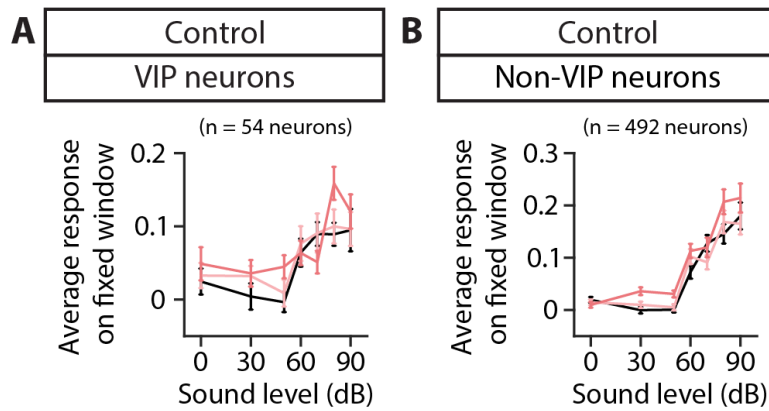 A
Control
VIP neurons
(n = 54 neurons)
Average response
on fixed window
0.2
0.1
0
0 30 60 90
Sound level (dB)
B
Control
Non-VIP neurons
(n = 492 neurons)
Average response
on fixed window
0.3
0.2
0.1
0
0 30 60 90
Sound level (dB)